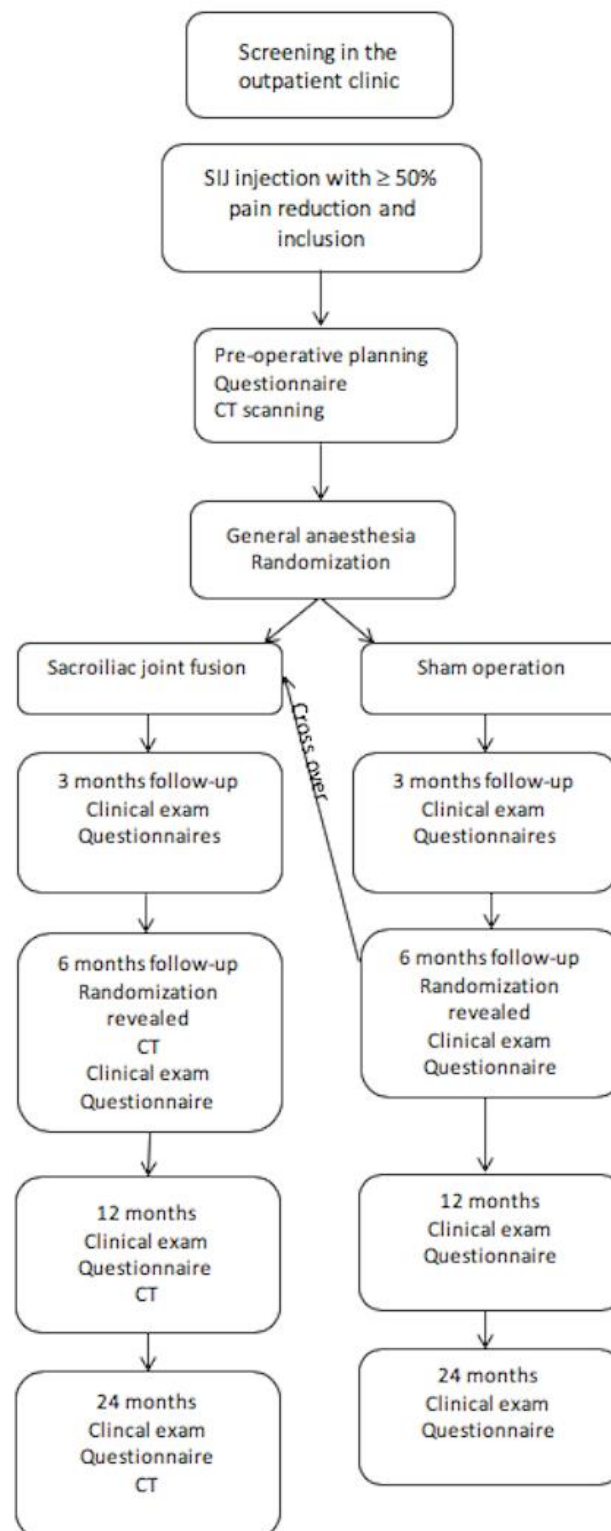 Screening in the
outpatient clinic
SIJ injection with ≥ 50%
pain reduction and
inclusion
Pre-operative planning
Questionnaire
CT scanning
General anaesthesia
Randomization
Sacroiliac joint fusion
Sham operation
Cross over
3 months follow-up
Clinical exam
Questionnaires
3 months follow-up
Clinical exam
Questionnaires
6 months follow-up
Randomization
revealed
CT
Clinical exam
Questionnaire
6 months follow-up
Randomization
revealed
Clinical exam
Questionnaire
12 months
Clinical exam
Questionnaire
CT
12 months
Clinical exam
Questionnaire
24 months
Clincal exam
Questionnaire
CT
24 months
Clinical exam
Questionnaire